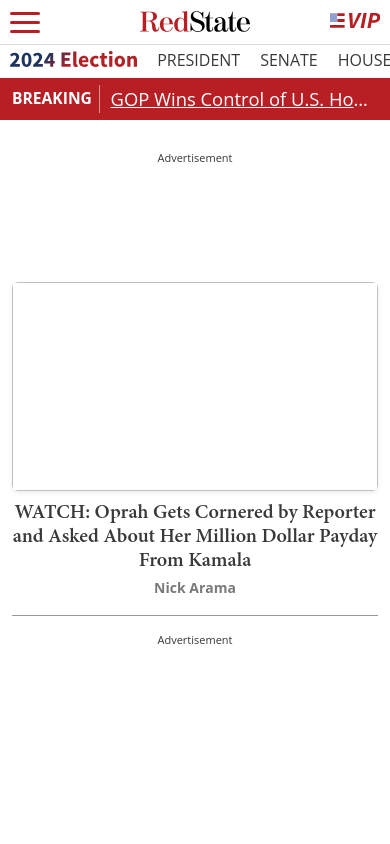 RedState
VIP
2024 Election PRESIDENT SENATE HOUSE
BREAKING GOP Wins Control of U.S. Ho...
Advertisement
WATCH: Oprah Gets Cornered by Reporter
and Asked About Her Million Dollar Payday
From Kamala
Nick Arama
Advertisement